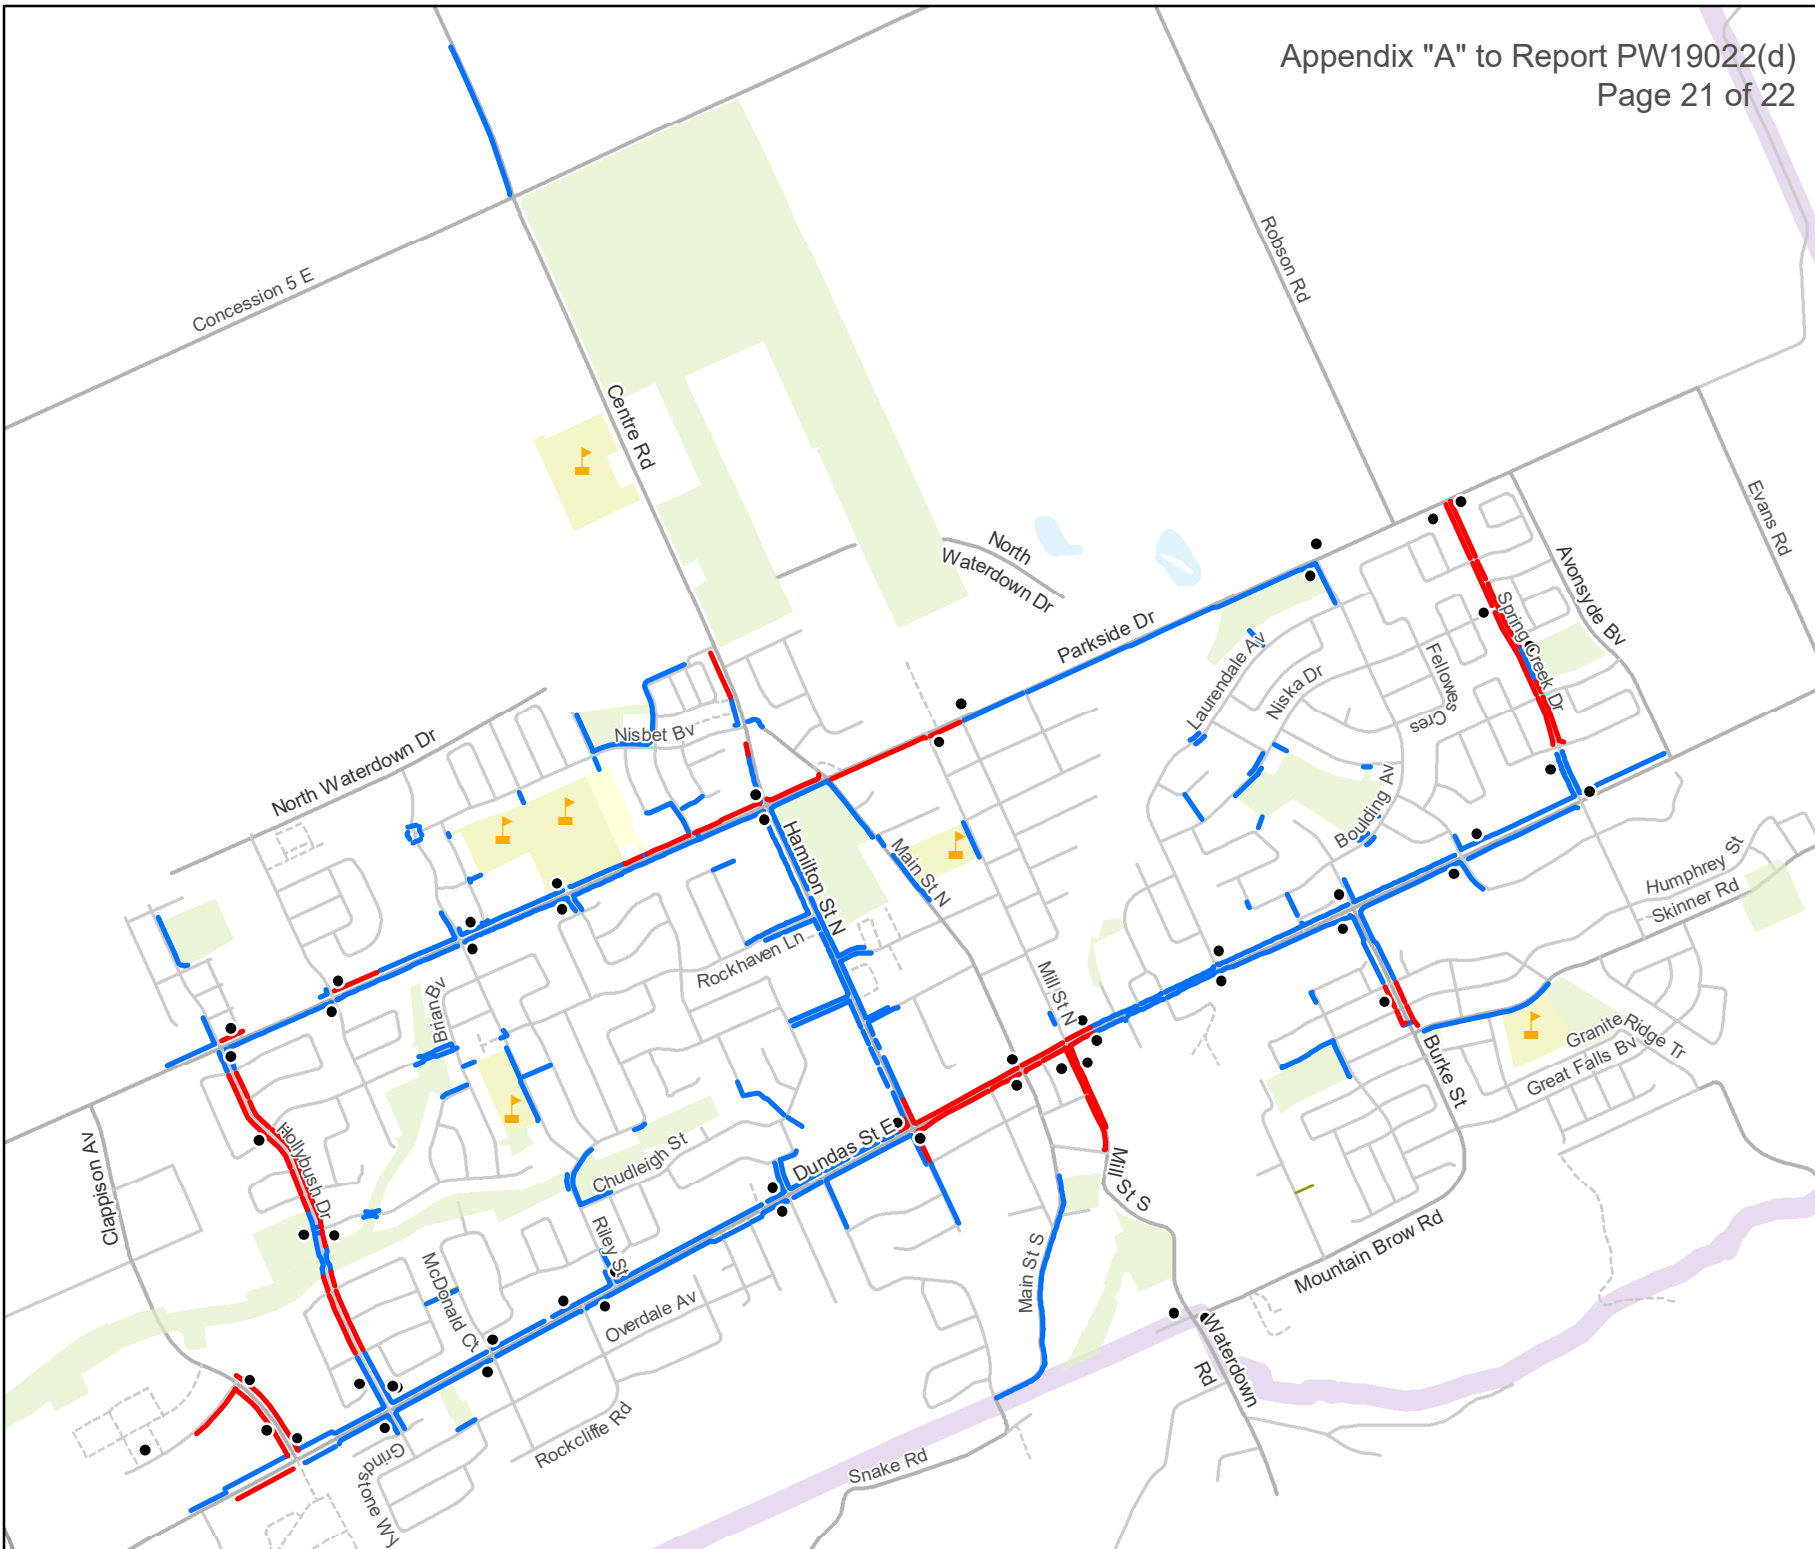 Appendix "A" to Report PW19022(d)
Page 21 of 22
Robson Rd
Concession 5 E
Centre Rd
Evans Rd
North
Waterdown Dr
Avonsyde Bv
Parkside Dr
Spring Creek Dr
Fellowes
Cres
Laurendale Av
Niska Dr
Nisbet Bv
North Waterdown Dr
Boulding Av
Hamilton St N
Main St N
Humphrey St
Skinner Rd
Rockhaven Ln
Mill St N
Brian Bv
Granite Ridge Tr
Great Falls Bv
Burke St
Clappison Av
Hollybush Dr
Chudleigh St
Dundas St E
Mill St S
Riley St
McDonald Ct
Main St S
Mountain Brow Rd
Overdale Av
Waterdown
Rd
Rockcliffe Rd
Grindstone Wy
Snake Rd